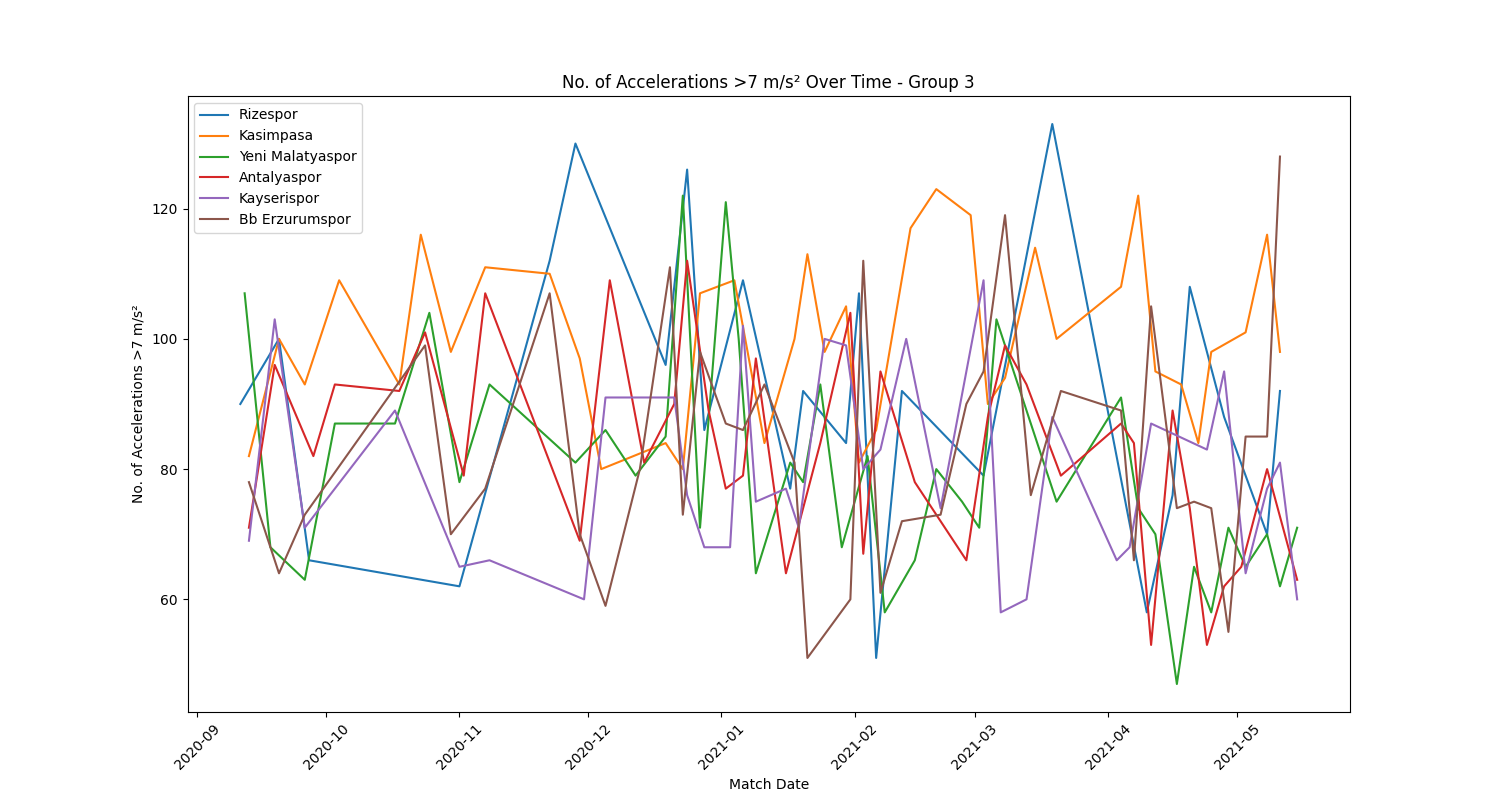 No. of Accelerations >7 m/s² Over Time - Group 3
Rizespor
Kasimpasa
Yeni Malatyaspor
Antalyaspor
Kayserispor
Bb Erzurumspor
No. of Accelerations >7 m/s²
120
100
80
60
2020-09
2020-10
2020-11
2020-12
2021-01
2021-02
2021-03
2021-04
2021-05
Match Date